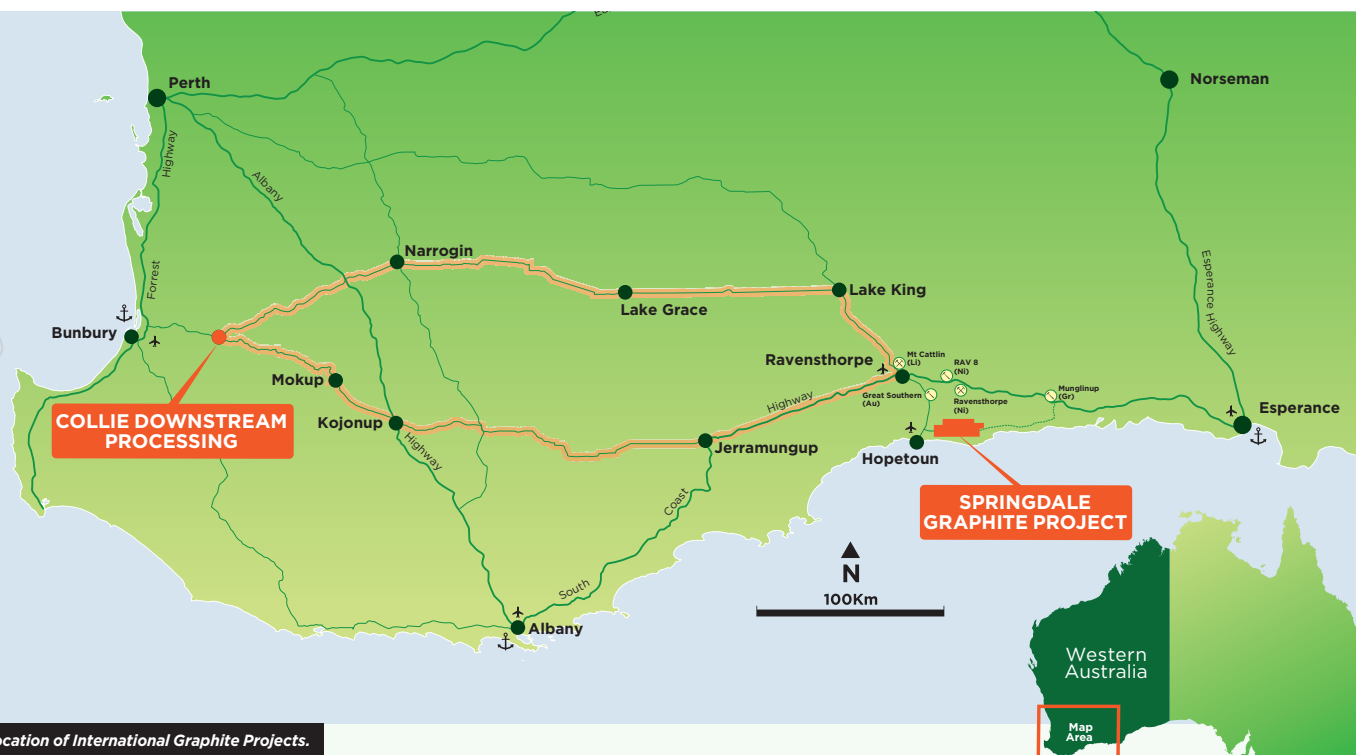 Perth
Norseman
Highway
Albany
Narrogin
Esperance Highway
Forrest
Lake King
Lake Grace
Bunbury
Ravensthorpe
Mt Cattlin
(Li)
RAV 8
(Ni)
Mokup
Great Southern
(Au)
Ravensthorpe
(Ni)
Munglinup
(Gr)
COLLIE DOWNSTREAM
PROCESSING
Kojonup
Highway
Highway
Esperance
Jerramungup
Hopetoun
SPRINGDALE
GRAPHITE PROJECT
Coast
South
N
100Km
Albany
Western
Australia
Map
Area
ocation of International Graphite Projects.